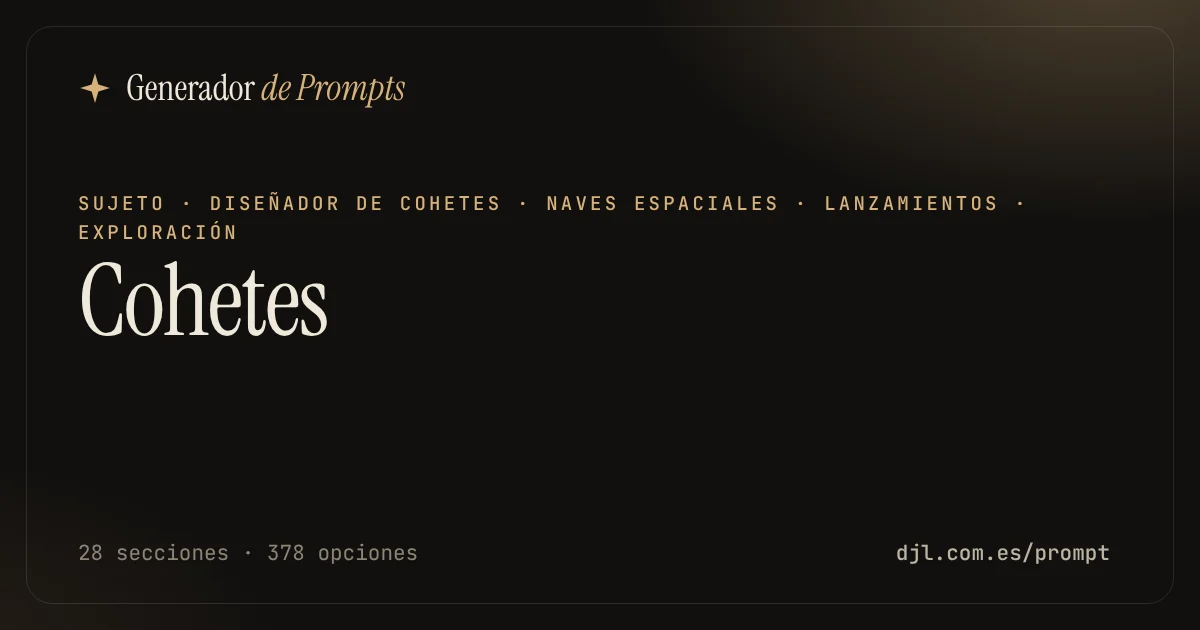 Generador de Prompts
SUJETO · DISEÑADOR DE COHETES · NAVES ESPACIALES · LANZAMIENTOS ·
EXPLORACIÓN
Cohetes
28 secciones · 378 opciones
djl.com.es/prompt